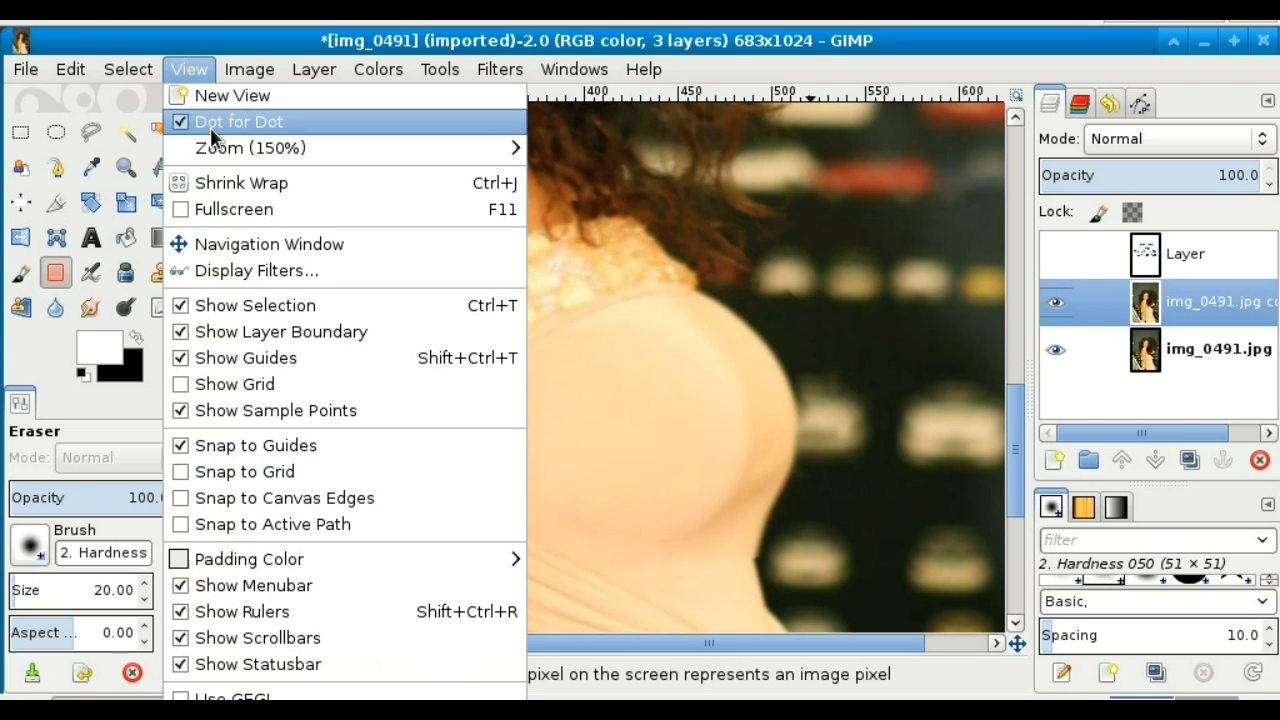 *[img_0491] (imported)-2.0 (RGB color, 3 layers) 683x1024 – GIMP
File Edit Select View Image Layer Colors Tools Filters Windows Help
New View
Dot for Dot
Zoom (150%)
Shrink Wrap Ctrl+J
Fullscreen F11
Navigation Window
Display Filters...
Show Selection Ctrl+T
Show Layer Boundary
Show Guides Shift+Ctrl+T
Show Grid
Show Sample Points
Snap to Guides
Snap to Grid
Snap to Canvas Edges
Snap to Active Path
Padding Color
Show Menubar
Show Rulers Shift+Ctrl+R
Show Scrollbars
Show Statusbar
Eraser
Mode: Normal
Opacity 100.
Brush
2. Hardness
Size 20.00
Aspect ... 0.00
400 450 500 550 600
pixel on the screen represents an image pixel
Mode: Normal
Opacity 100.0
Lock:
Layer
img_0491.jpg co
img_0491.jpg
filter
2. Hardness 050 (51 × 51)
Basic,
Spacing 10.0